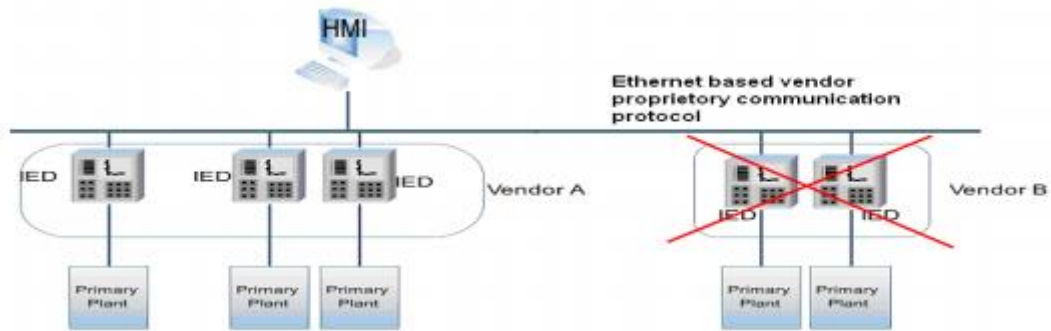 HMI
Ethernet based vendor
proprietory communication
protocol
IED
IED
IED
Vendor A
IED
IED
Vendor B
Primary
Plant
Primary
Plant
Primary
Plant
Primary
Plant
Primary
Plant